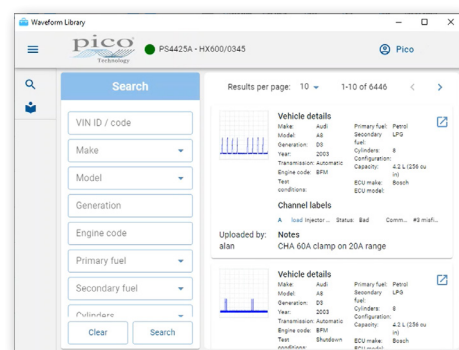 Waveform Library
pico
Technology
PS4425A - HX600/0345
Pico
Search
VIN ID / code
Make
Model
Generation
Engine code
Primary fuel
Secondary fuel
Cylinders
Clear Search
Results per page: 10 1-10 of 6446
Vehicle details
Make: Audi Primary fuel: Petrol
Model: A8 Secondary fuel: LPG
Generation: D3 Cylinders: 8
Year: 2003 Configuration:
Transmission: Automatic Capacity: 4.2 L (256 cu in)
Engine code: BFM
Test conditions: ECU make: Bosch
ECU model:
Channel labels
A load Injector... Status: Bad Comm... #3 misfi...
Uploaded by: alan
Notes
CHA 60A clamp on 20A range
Vehicle details
Make: Audi Primary fuel: Petrol
Model: A8 Secondary fuel: LPG
Generation: D3 Cylinders: 8
Year: 2003 Configuration:
Transmission: Automatic Capacity: 4.2 L (256 cu in)
Engine code: BFM
Test conditions: Shutdown ECU make: Bosch
ECU model: